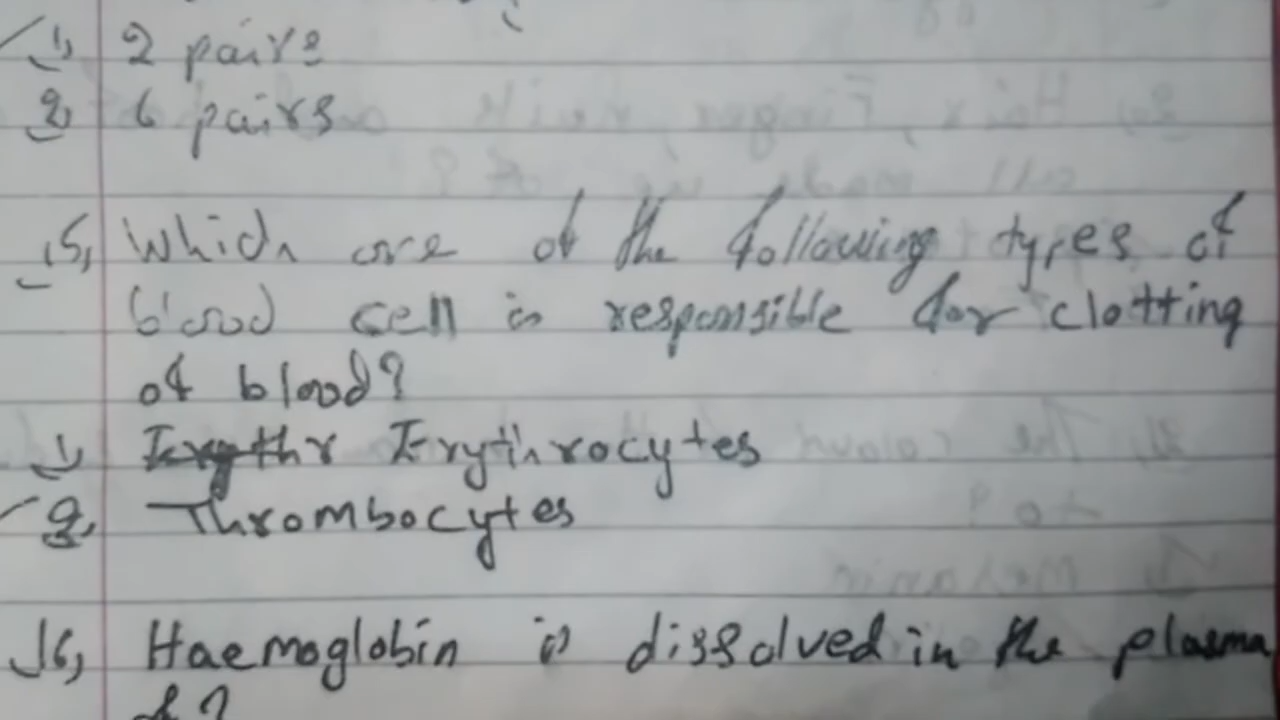 1, 2 pairs
2, 6 pairs
15, Which one of the following types of
blood cell is responsible for clotting
of blood?
1, Erythrocytes
2, Thrombocytes
16, Haemoglobin is dissolved in the plasma
of?